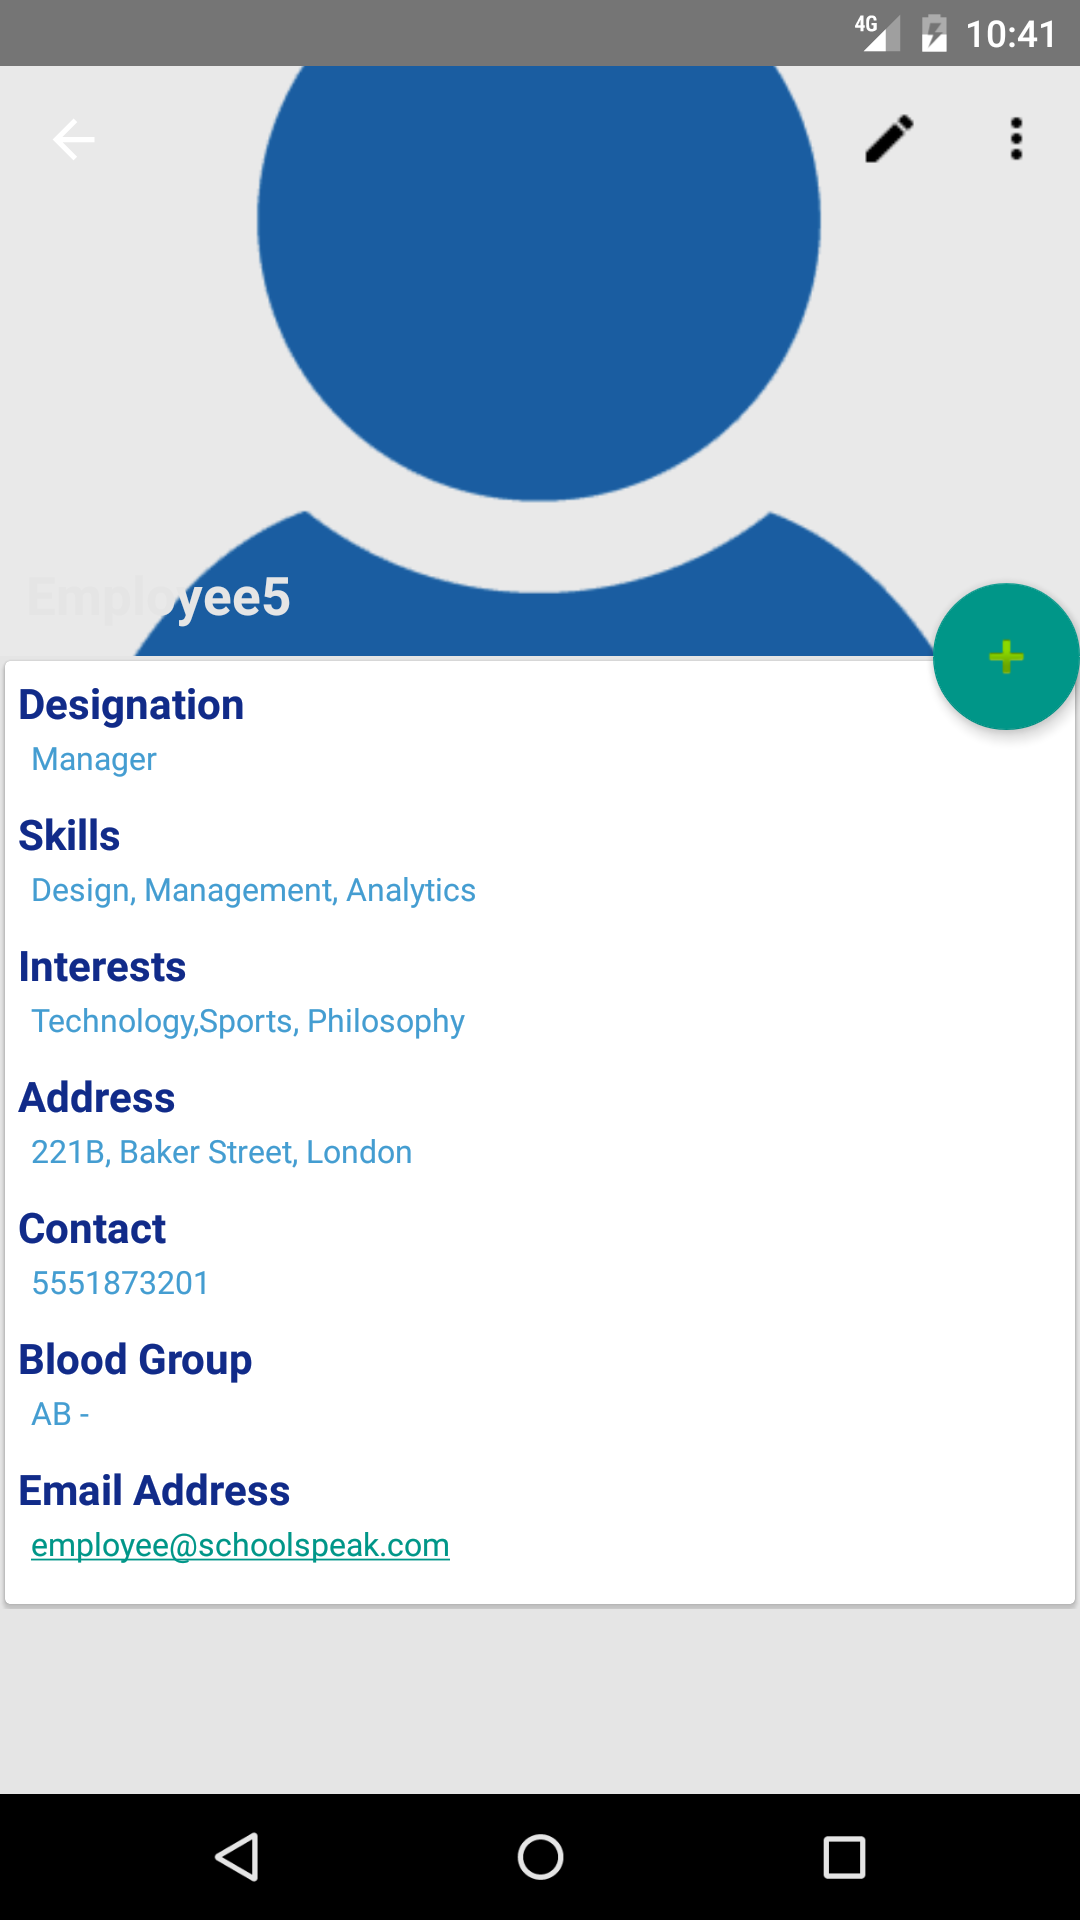 4G 10:41
Employee5
Designation
Manager
Skills
Design, Management, Analytics
Interests
Technology,Sports, Philosophy
Address
221B, Baker Street, London
Contact
5551873201
Blood Group
AB -
Email Address
employee@schoolspeak.com